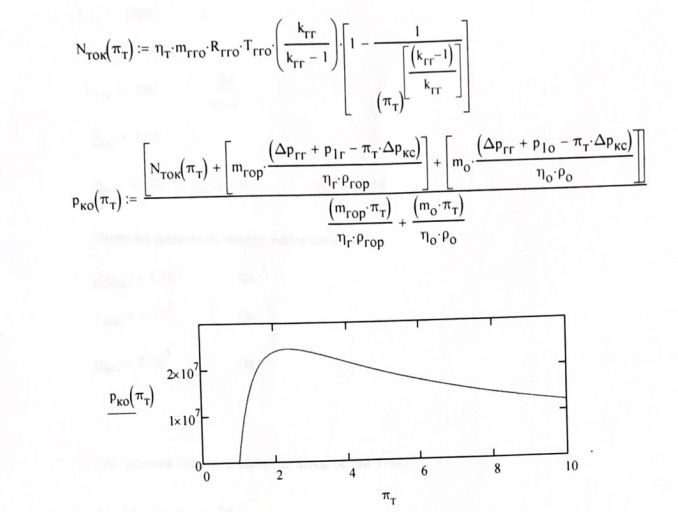 N_ток(π_т) := η_т·m_гго·R_гго·T_гго·(k_гг / (k_гг − 1))·[1 − 1 / (π_т)^[(k_гг−1) / k_гг]]
p_ко(π_т) := [N_ток(π_т) + [m_гор·(Δp_гг + p_1г − π_т·Δp_кс) / (η_г·ρ_гор)] + [m_о·(Δp_гг + p_1о − π_т·Δp_кс) / (η_о·ρ_о)]] / ((m_гор·π_т) / (η_г·ρ_гор) + (m_о·π_т) / (η_о·ρ_о))
2×10^7
p_ко(π_т)
1×10^7
0
0 2 4 6 8 10
π_т